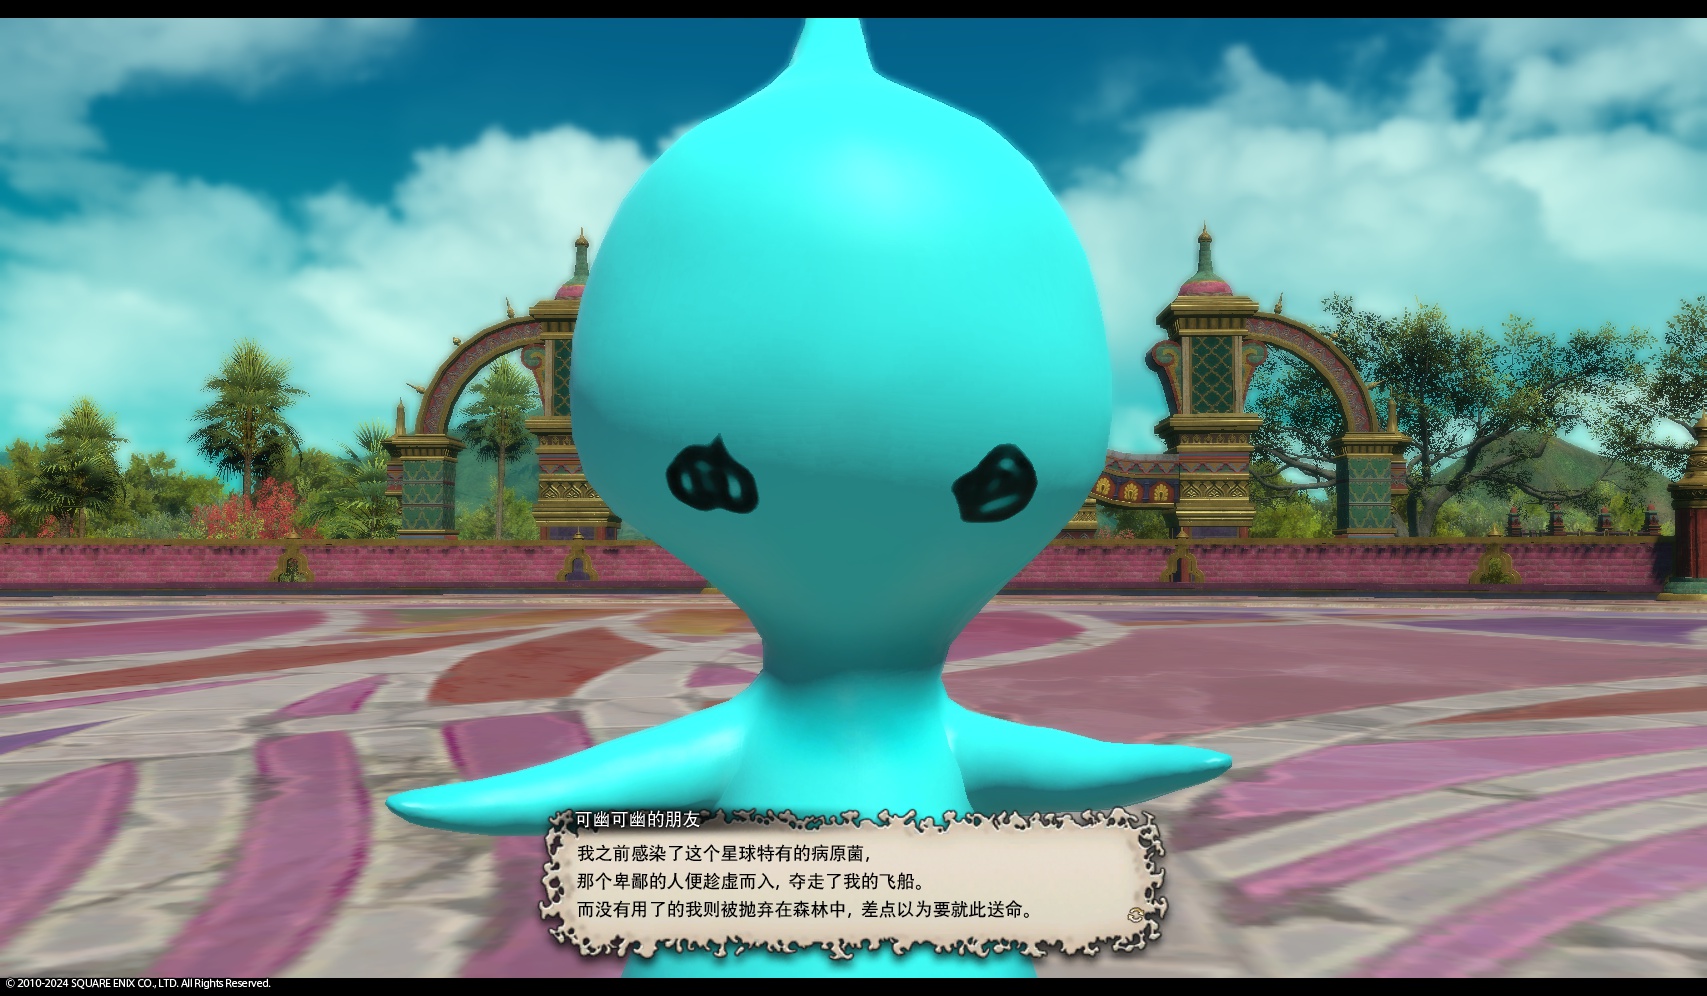 可幽可幽的朋友
我之前感染了这个星球特有的病原菌，
那个卑鄙的人便趁虚而入，夺走了我的飞船。
而没有用了的我则被抛弃在森林中，差点以为要就此送命。
© 2010-2024 SQUARE ENIX CO., LTD. All Rights Reserved.